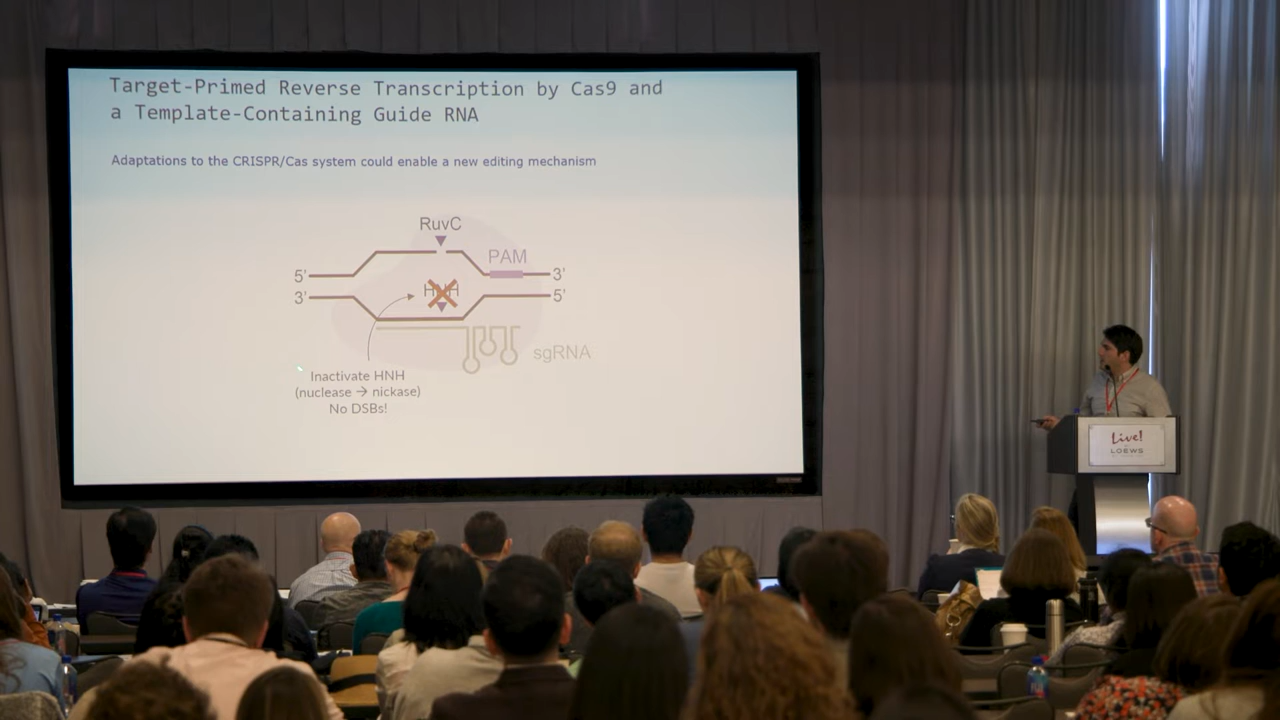 Target-Primed Reverse Transcription by Cas9 and
a Template-Containing Guide RNA
Adaptations to the CRISPR/Cas system could enable a new editing mechanism
RuvC
PAM
5' 3'
3' 5'
HNH
sgRNA
Inactivate HNH
(nuclease → nickase)
No DSBs!
Live!
LOEWS